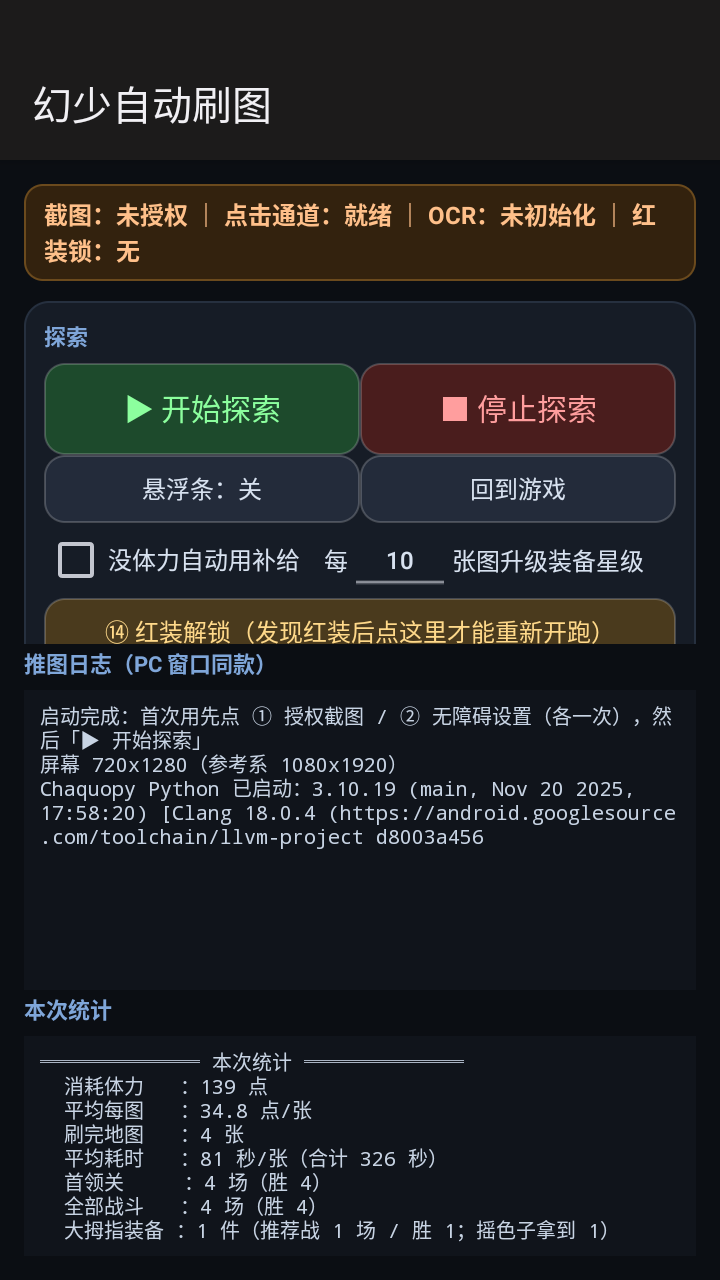 幻少自动刷图
截图：未授权 ｜ 点击通道：就绪 ｜ OCR：未初始化 ｜ 红
装锁：无
探索
▶ 开始探索
■ 停止探索
悬浮条：关
回到游戏
没体力自动用补给 每 10 张图升级装备星级
⑭ 红装解锁（发现红装后点这里才能重新开跑）
推图日志（PC 窗口同款）
启动完成：首次用先点 ① 授权截图 / ② 无障碍设置（各一次），然
后「▶ 开始探索」
屏幕 720x1280（参考系 1080x1920）
Chaquopy Python 已启动：3.10.19 (main, Nov 20 2025,
17:58:20) [Clang 18.0.4 (https://android.googlesource
.com/toolchain/llvm-project d8003a456
本次统计
════════ 本次统计 ════════
消耗体力 ：139 点
平均每图 ：34.8 点/张
刷完地图 ：4 张
平均耗时 ：81 秒/张（合计 326 秒）
首领关 ：4 场（胜 4）
全部战斗 ：4 场（胜 4）
大拇指装备 ：1 件（推荐战 1 场 / 胜 1；摇色子拿到 1）